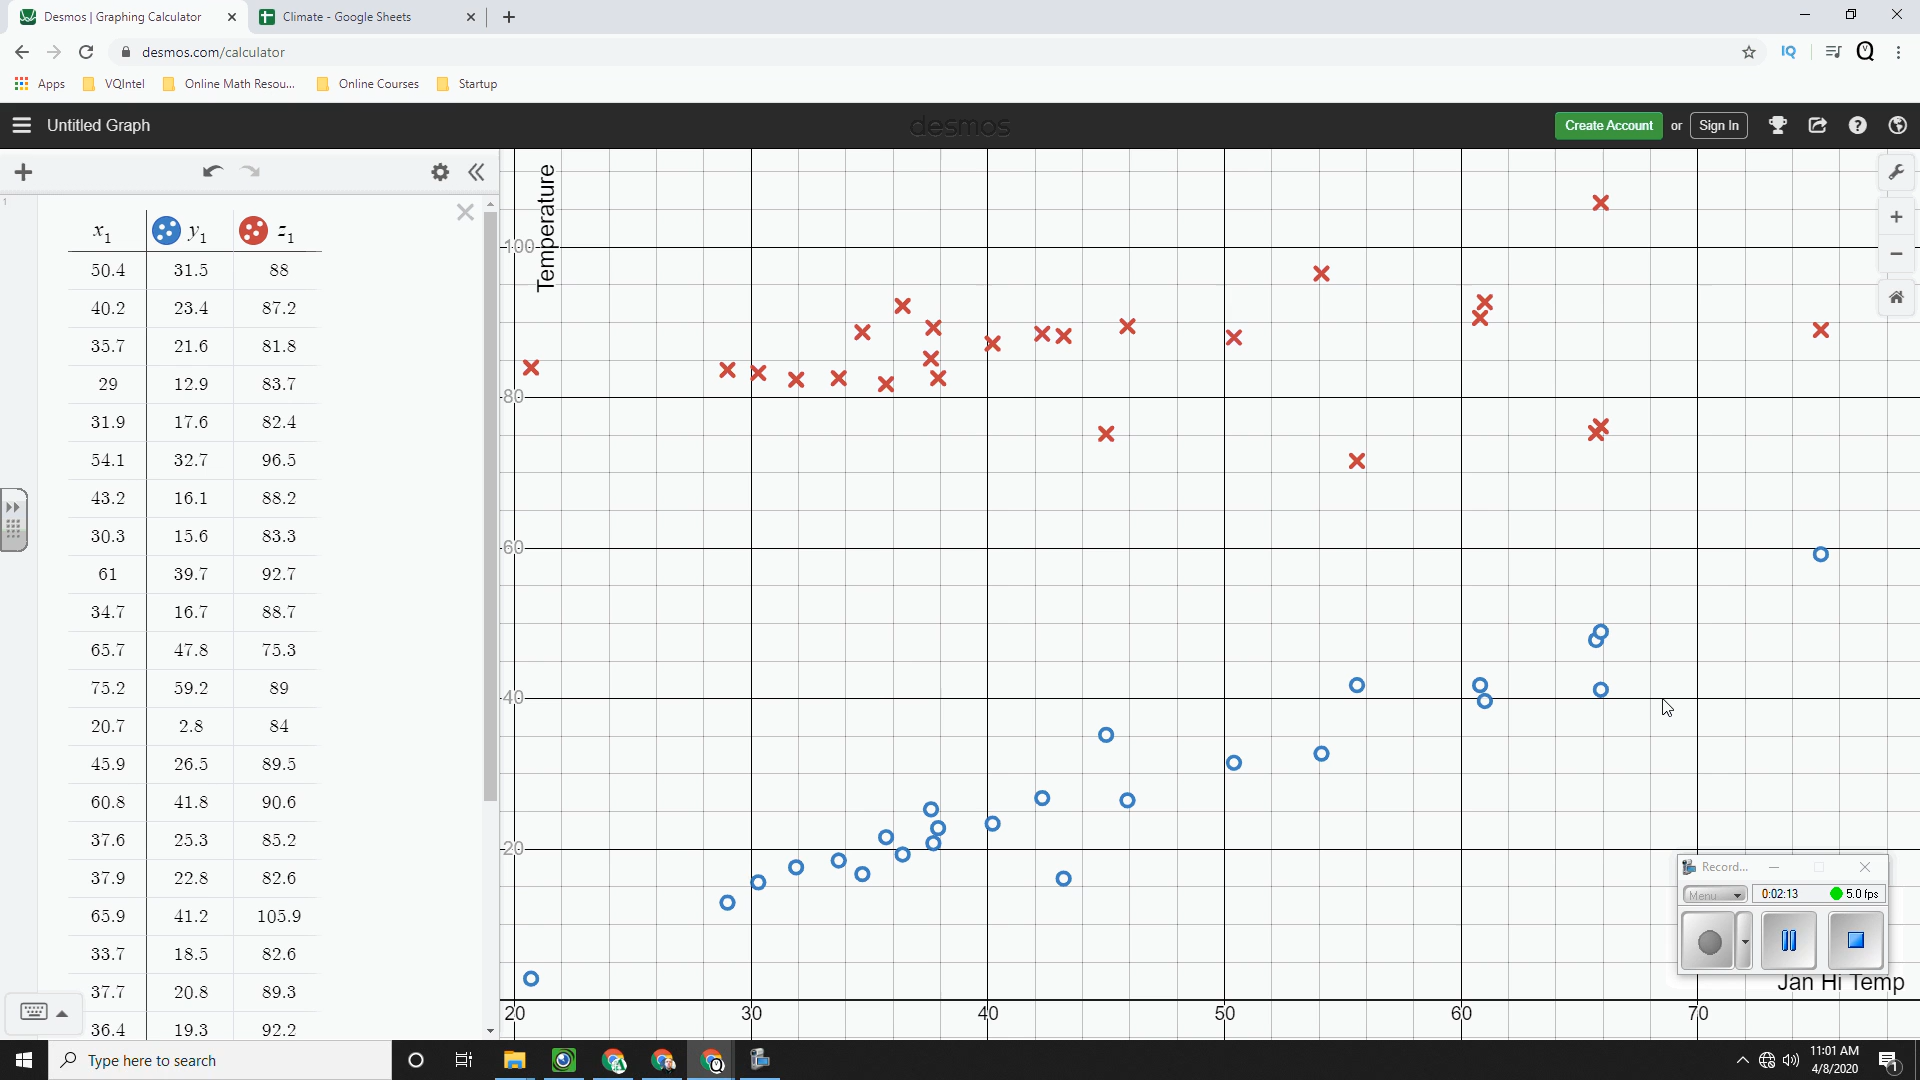 Desmos | Graphing Calculator
Climate - Google Sheets
desmos.com/calculator
Apps
VQIntel
Online Math Resou...
Online Courses
Startup
Untitled Graph
desmos
Create Account
or
Sign In
1
x1 y1 z1
50.4 31.5 88
40.2 23.4 87.2
35.7 21.6 81.8
29 12.9 83.7
31.9 17.6 82.4
54.1 32.7 96.5
43.2 16.1 88.2
30.3 15.6 83.3
61 39.7 92.7
34.7 16.7 88.7
65.7 47.8 75.3
75.2 59.2 89
20.7 2.8 84
45.9 26.5 89.5
60.8 41.8 90.6
37.6 25.3 85.2
37.9 22.8 82.6
65.9 41.2 105.9
33.7 18.5 82.6
37.7 20.8 89.3
36.4 19.3 92.2
Temperature
100
80
60
40
20
20 30 40 50 60 70
Jan Hi Temp
Record...
Menu
0:02:13
5.0 fps
Type here to search
11:01 AM
4/8/2020
1